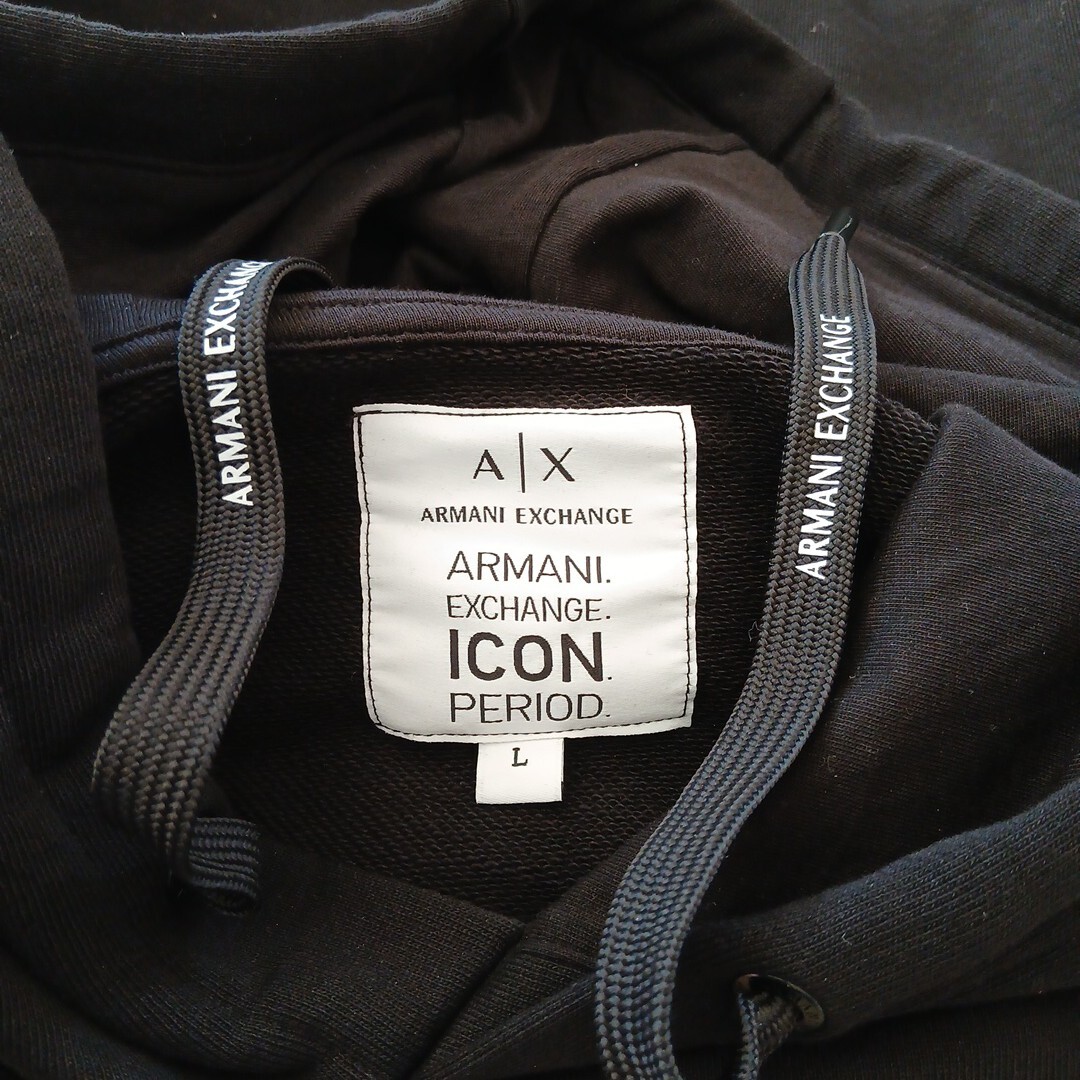 ARMANI EXCHANGE
ARMANI EXCHANGE
A|X
ARMANI EXCHANGE
ARMANI.
EXCHANGE.
ICON.
PERIOD.
L